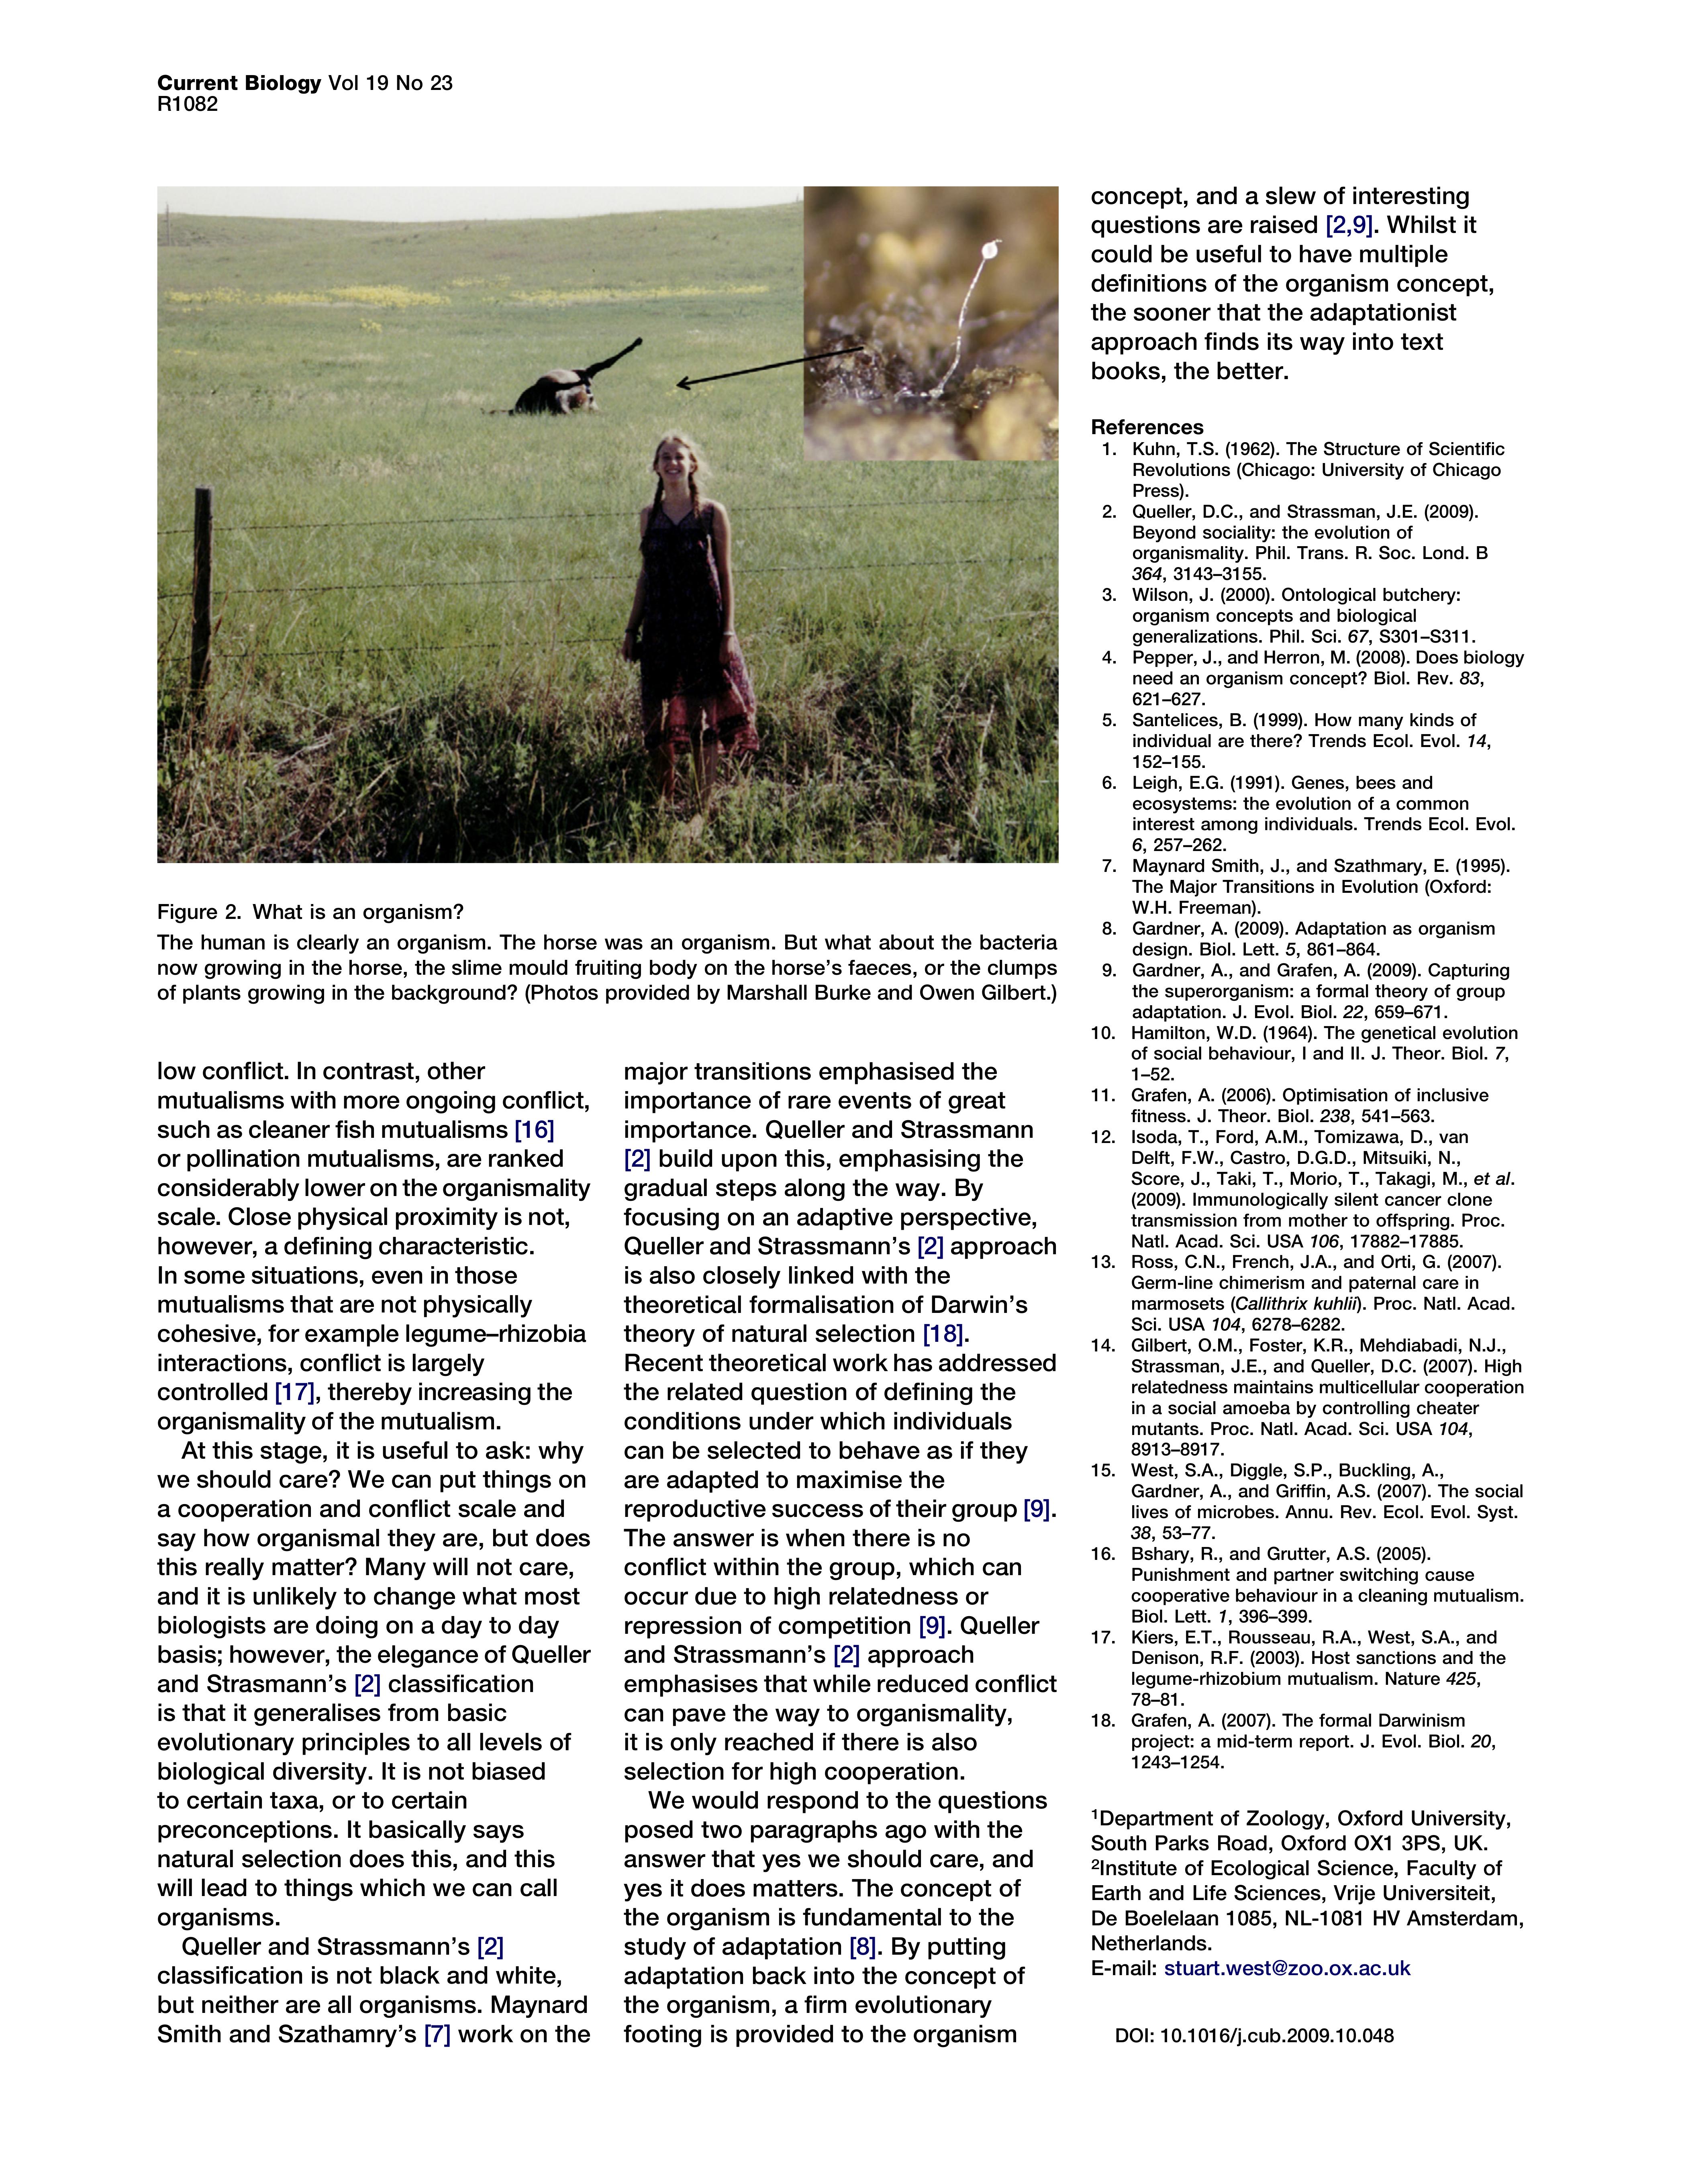 Current Biology Vol 19 No 23
R1082
Figure 2. What is an organism?
The human is clearly an organism. The horse was an organism. But what about the bacteria
now growing in the horse, the slime mould fruiting body on the horse's faeces, or the clumps
of plants growing in the background? (Photos provided by Marshall Burke and Owen Gilbert.)
low conflict. In contrast, other
mutualisms with more ongoing conflict,
such as cleaner fish mutualisms [16]
or pollination mutualisms, are ranked
considerably lower on the organismality
scale. Close physical proximity is not,
however, a defining characteristic.
In some situations, even in those
mutualisms that are not physically
cohesive, for example legume–rhizobia
interactions, conflict is largely
controlled [17], thereby increasing the
organismality of the mutualism.
At this stage, it is useful to ask: why
we should care? We can put things on
a cooperation and conflict scale and
say how organismal they are, but does
this really matter? Many will not care,
and it is unlikely to change what most
biologists are doing on a day to day
basis; however, the elegance of Queller
and Strasmann's [2] classification
is that it generalises from basic
evolutionary principles to all levels of
biological diversity. It is not biased
to certain taxa, or to certain
preconceptions. It basically says
natural selection does this, and this
will lead to things which we can call
organisms.
Queller and Strassmann's [2]
classification is not black and white,
but neither are all organisms. Maynard
Smith and Szathamry's [7] work on the
major transitions emphasised the
importance of rare events of great
importance. Queller and Strassmann
[2] build upon this, emphasising the
gradual steps along the way. By
focusing on an adaptive perspective,
Queller and Strassmann's [2] approach
is also closely linked with the
theoretical formalisation of Darwin's
theory of natural selection [18].
Recent theoretical work has addressed
the related question of defining the
conditions under which individuals
can be selected to behave as if they
are adapted to maximise the
reproductive success of their group [9].
The answer is when there is no
conflict within the group, which can
occur due to high relatedness or
repression of competition [9]. Queller
and Strassmann's [2] approach
emphasises that while reduced conflict
can pave the way to organismality,
it is only reached if there is also
selection for high cooperation.
We would respond to the questions
posed two paragraphs ago with the
answer that yes we should care, and
yes it does matters. The concept of
the organism is fundamental to the
study of adaptation [8]. By putting
adaptation back into the concept of
the organism, a firm evolutionary
footing is provided to the organism
concept, and a slew of interesting
questions are raised [2,9]. Whilst it
could be useful to have multiple
definitions of the organism concept,
the sooner that the adaptationist
approach finds its way into text
books, the better.
References
1. Kuhn, T.S. (1962). The Structure of Scientific
Revolutions (Chicago: University of Chicago
Press).
2. Queller, D.C., and Strassman, J.E. (2009).
Beyond sociality: the evolution of
organismality. Phil. Trans. R. Soc. Lond. B
364, 3143–3155.
3. Wilson, J. (2000). Ontological butchery:
organism concepts and biological
generalizations. Phil. Sci. 67, S301–S311.
4. Pepper, J., and Herron, M. (2008). Does biology
need an organism concept? Biol. Rev. 83,
621–627.
5. Santelices, B. (1999). How many kinds of
individual are there? Trends Ecol. Evol. 14,
152–155.
6. Leigh, E.G. (1991). Genes, bees and
ecosystems: the evolution of a common
interest among individuals. Trends Ecol. Evol.
6, 257–262.
7. Maynard Smith, J., and Szathmary, E. (1995).
The Major Transitions in Evolution (Oxford:
W.H. Freeman).
8. Gardner, A. (2009). Adaptation as organism
design. Biol. Lett. 5, 861–864.
9. Gardner, A., and Grafen, A. (2009). Capturing
the superorganism: a formal theory of group
adaptation. J. Evol. Biol. 22, 659–671.
10. Hamilton, W.D. (1964). The genetical evolution
of social behaviour, I and II. J. Theor. Biol. 7,
1–52.
11. Grafen, A. (2006). Optimisation of inclusive
fitness. J. Theor. Biol. 238, 541–563.
12. Isoda, T., Ford, A.M., Tomizawa, D., van
Delft, F.W., Castro, D.G.D., Mitsuiki, N.,
Score, J., Taki, T., Morio, T., Takagi, M., et al.
(2009). Immunologically silent cancer clone
transmission from mother to offspring. Proc.
Natl. Acad. Sci. USA 106, 17882–17885.
13. Ross, C.N., French, J.A., and Orti, G. (2007).
Germ-line chimerism and paternal care in
marmosets (Callithrix kuhlii). Proc. Natl. Acad.
Sci. USA 104, 6278–6282.
14. Gilbert, O.M., Foster, K.R., Mehdiabadi, N.J.,
Strassman, J.E., and Queller, D.C. (2007). High
relatedness maintains multicellular cooperation
in a social amoeba by controlling cheater
mutants. Proc. Natl. Acad. Sci. USA 104,
8913–8917.
15. West, S.A., Diggle, S.P., Buckling, A.,
Gardner, A., and Griffin, A.S. (2007). The social
lives of microbes. Annu. Rev. Ecol. Evol. Syst.
38, 53–77.
16. Bshary, R., and Grutter, A.S. (2005).
Punishment and partner switching cause
cooperative behaviour in a cleaning mutualism.
Biol. Lett. 1, 396–399.
17. Kiers, E.T., Rousseau, R.A., West, S.A., and
Denison, R.F. (2003). Host sanctions and the
legume-rhizobium mutualism. Nature 425,
78–81.
18. Grafen, A. (2007). The formal Darwinism
project: a mid-term report. J. Evol. Biol. 20,
1243–1254.
¹Department of Zoology, Oxford University,
South Parks Road, Oxford OX1 3PS, UK.
²Institute of Ecological Science, Faculty of
Earth and Life Sciences, Vrije Universiteit,
De Boelelaan 1085, NL-1081 HV Amsterdam,
Netherlands.
E-mail: stuart.west@zoo.ox.ac.uk
DOI: 10.1016/j.cub.2009.10.048